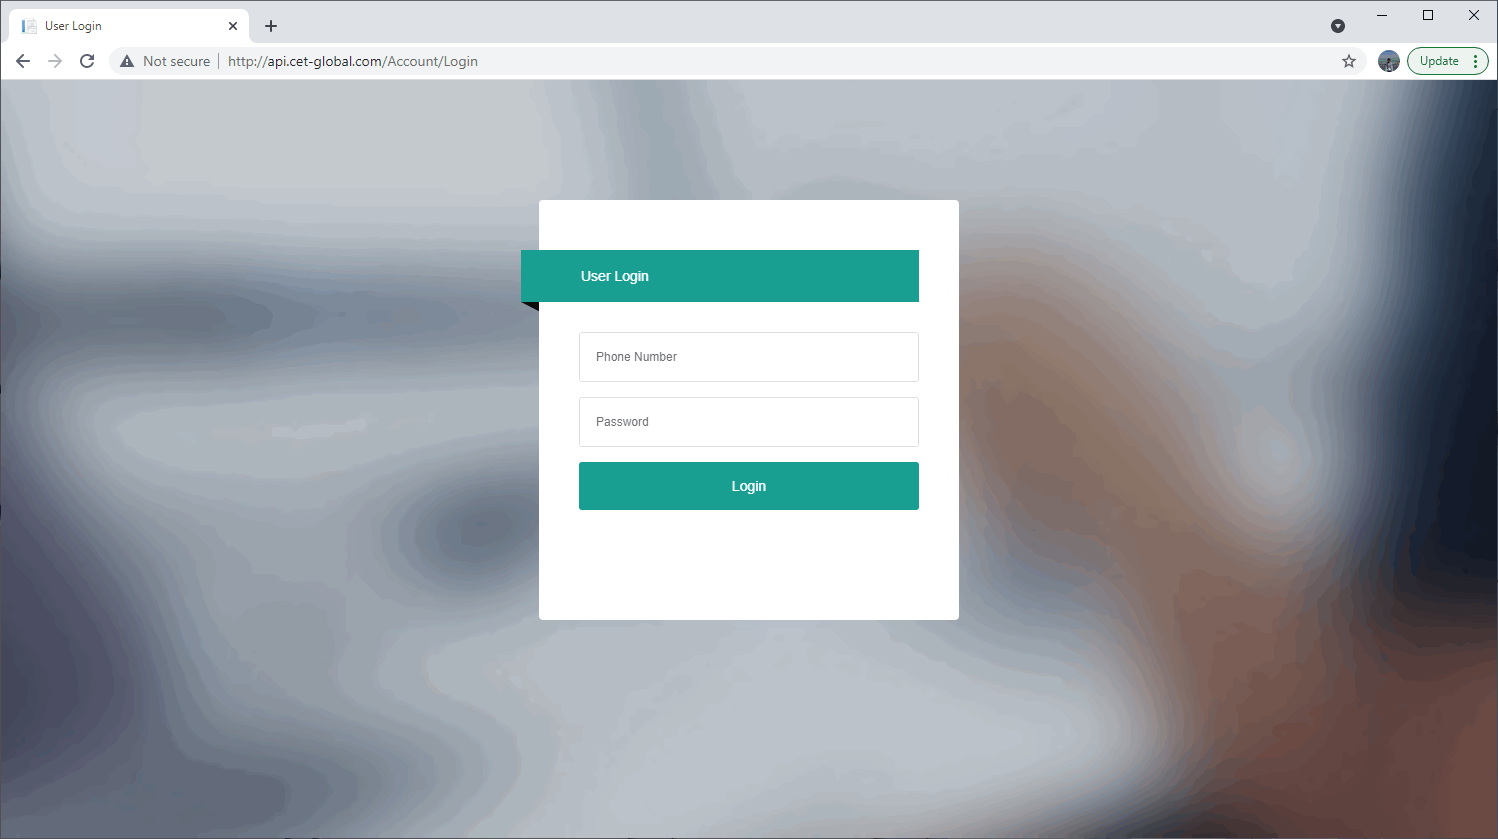 User Login
Not secure
http://api.cet-global.com/Account/Login
Update
User Login
Phone Number
Password
Login